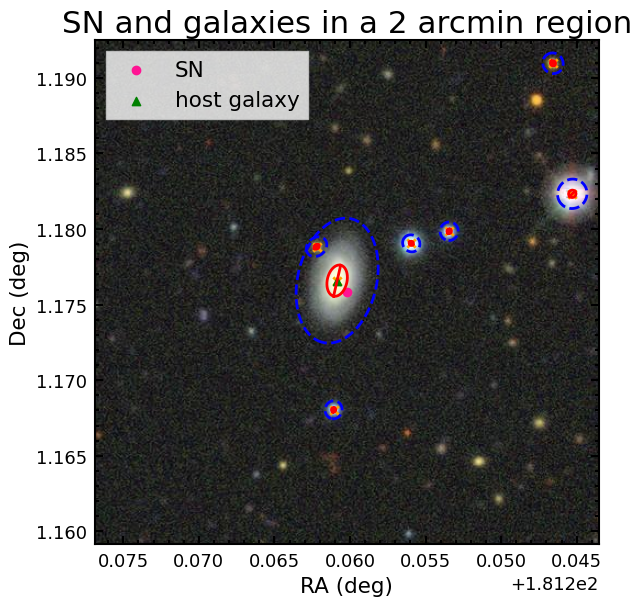 SN and galaxies in a 2 arcmin region
SN
host galaxy
1.190
1.185
1.180
1.175
1.170
1.165
1.160
Dec (deg)
0.075 0.070 0.065 0.060 0.055 0.050 0.045
RA (deg)
+1.812e2